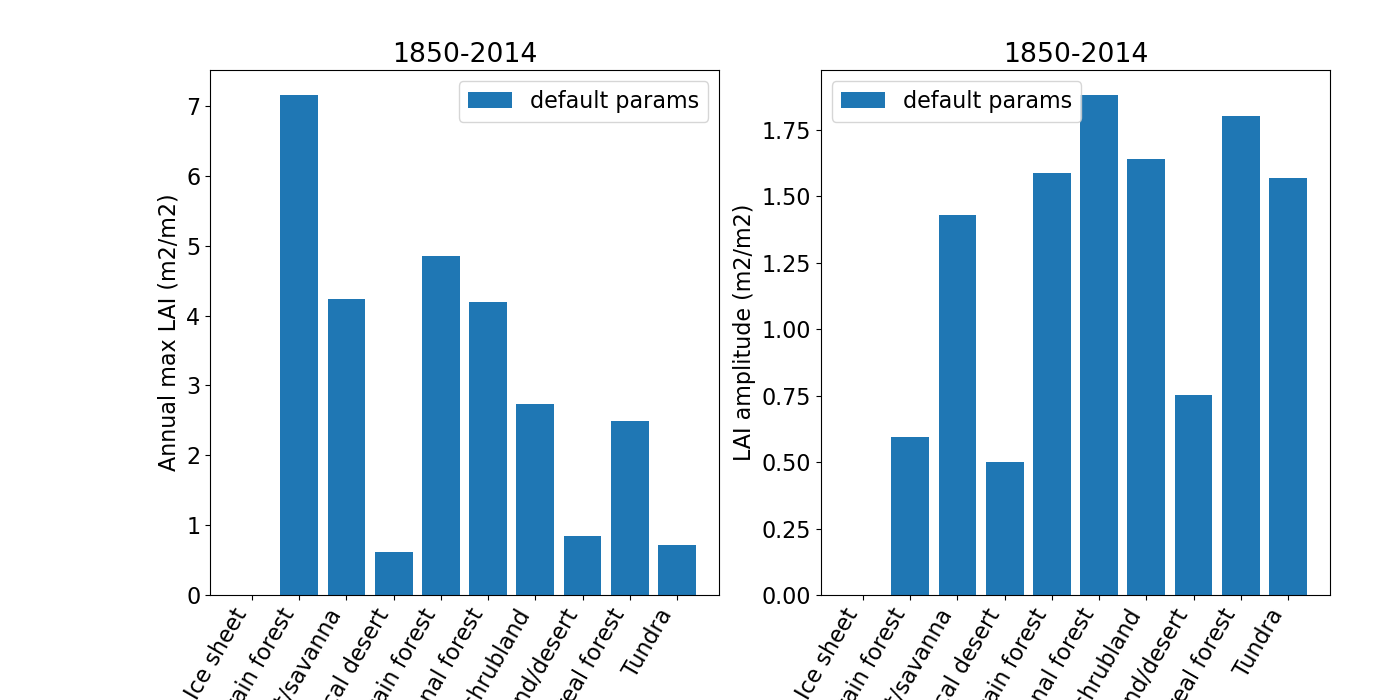 1850-2014
default params
7
6
5
4
3
2
1
0
Annual max LAI (m2/m2)
Ice sheet
ain forest
t/savanna
cal desert
ain forest
nal forest
hrubland
nd/desert
real forest
Tundra
1850-2014
default params
1.75
1.50
1.25
1.00
0.75
0.50
0.25
0.00
LAI amplitude (m2/m2)
Ice sheet
ain forest
t/savanna
cal desert
ain forest
nal forest
hrubland
nd/desert
real forest
Tundra